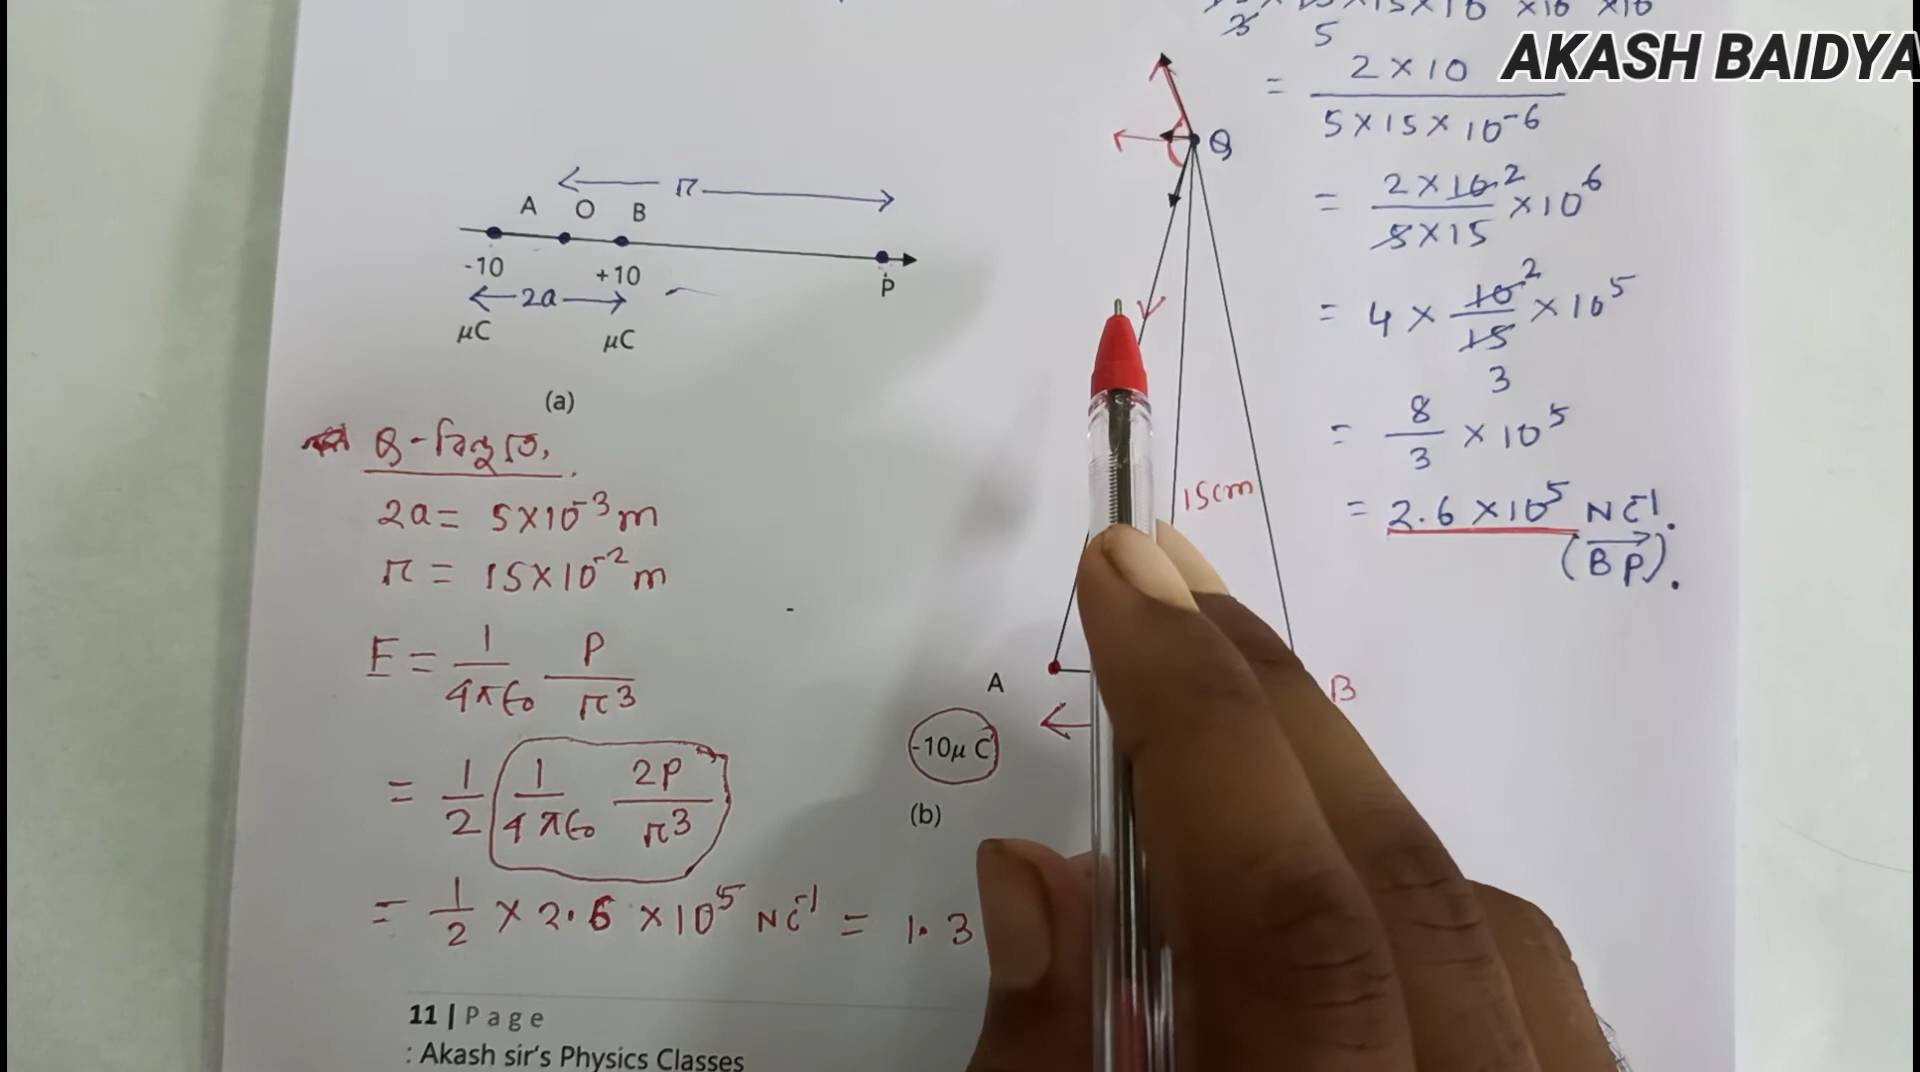 AKASH BAIDYA
5
= 2 × 10 / 5 × 15 × 10⁻⁶
= 2 × 10² / 5 × 15 × 10⁶
= 4 × 10² / 15 × 10⁵
3
= 8 / 3 × 10⁵
= 2.6 × 10⁵ NC⁻¹.
(BP).
r
A O B
-10 +10 P
2a
μC μC
(a)
Q
15cm
A B
-10μ C
(b)
Q-বিন্দুতে,
2a = 5×10⁻³ m
r = 15×10⁻² m
E = 1 / 4πϵ₀ P / r³
= 1/2 1 / 4πϵ₀ 2P / r³
= 1/2 × 2.6 × 10⁵ NC⁻¹ = 1.3
11 | Page
: Akash sir's Physics Classes